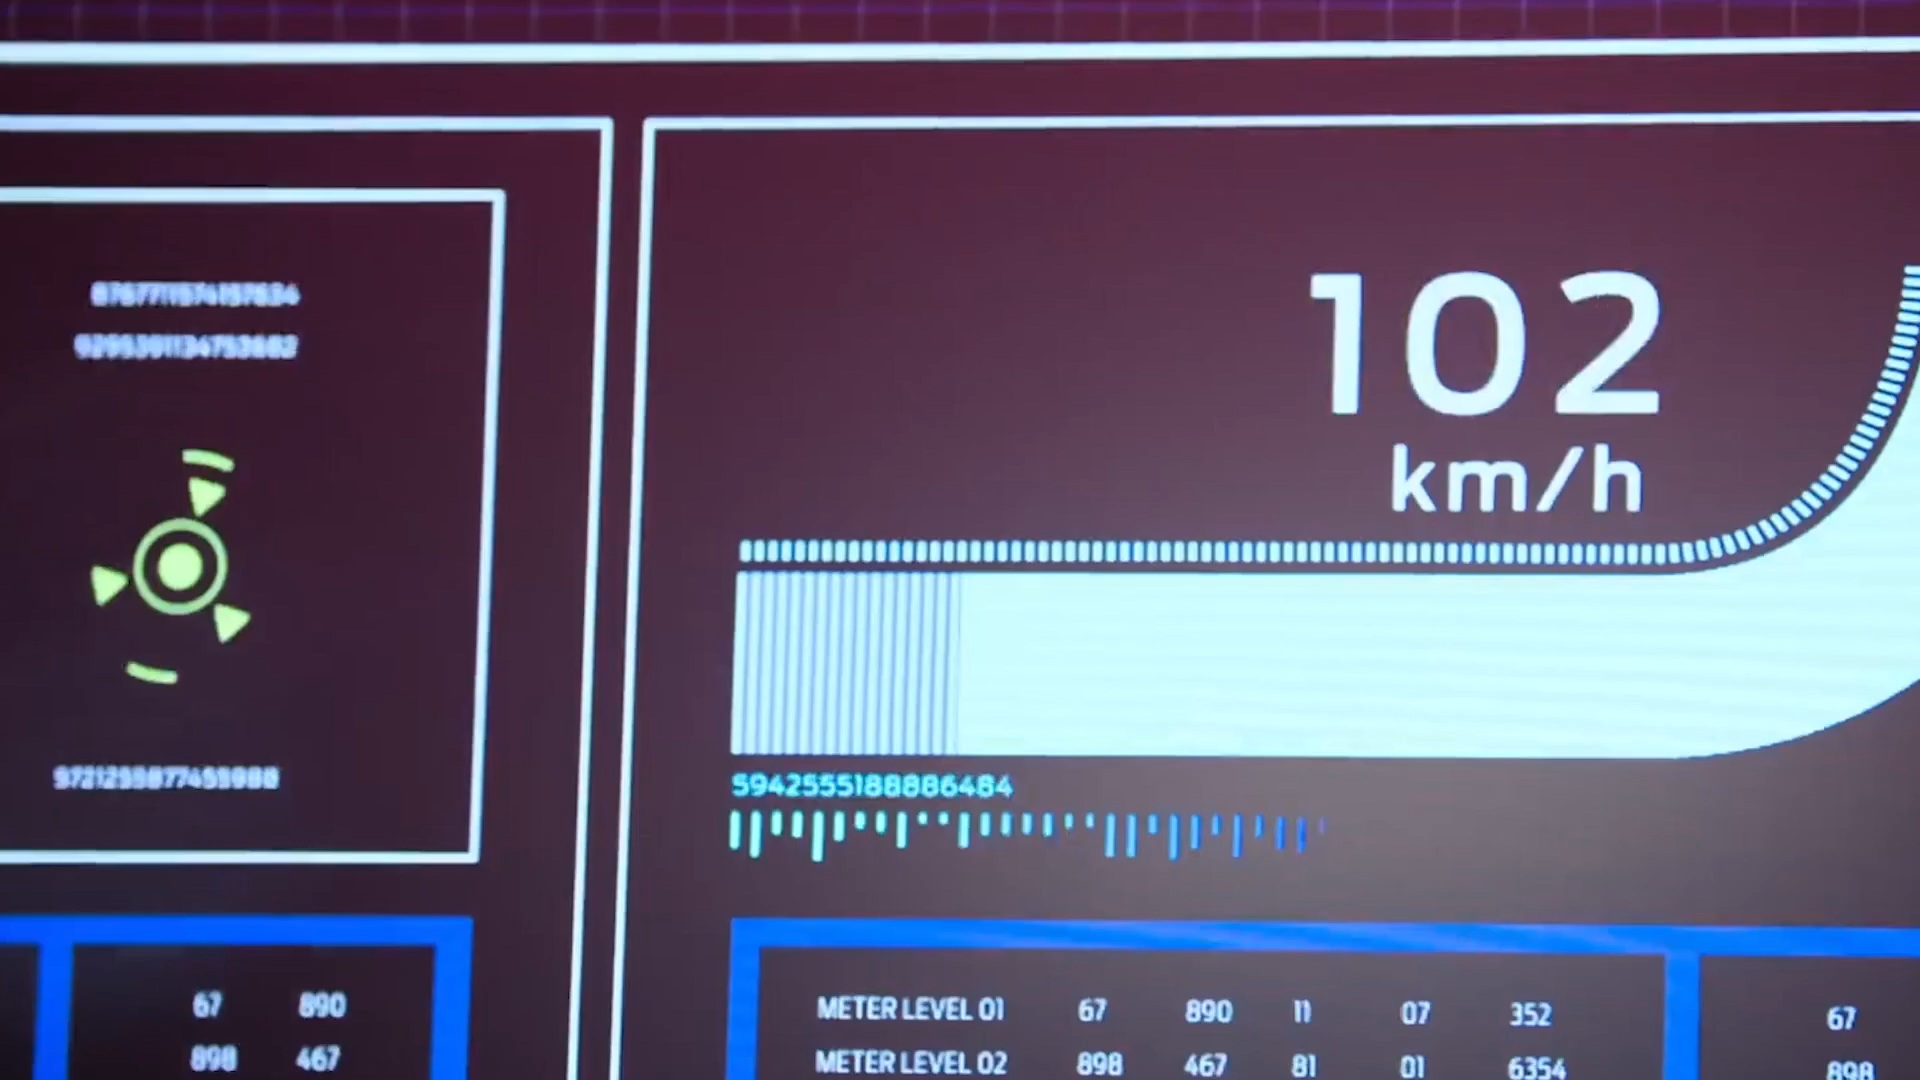 102
km/h
5942555188886484
67 890
898 467
METER LEVEL 01 67 890 11 07 352
METER LEVEL 02 898 467 81 01 6354
67
898